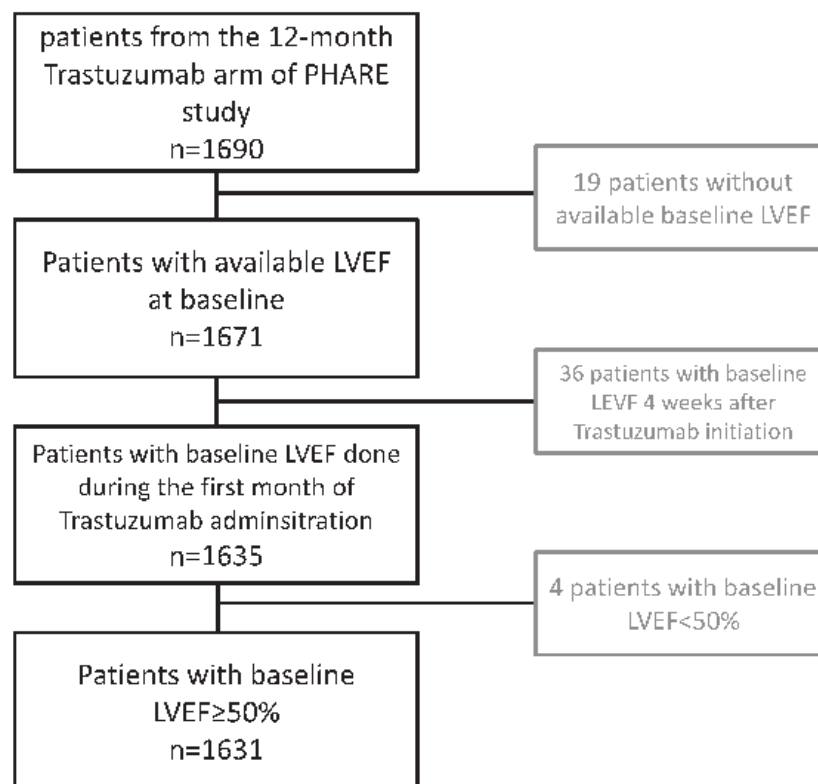 patients from the 12-month
Trastuzumab arm of PHARE
study
n=1690
19 patients without
available baseline LVEF
Patients with available LVEF
at baseline
n=1671
36 patients with baseline
LEVF 4 weeks after
Trastuzumab initiation
Patients with baseline LVEF done
during the first month of
Trastuzumab adminsitration
n=1635
4 patients with baseline
LVEF<50%
Patients with baseline
LVEF≥50%
n=1631